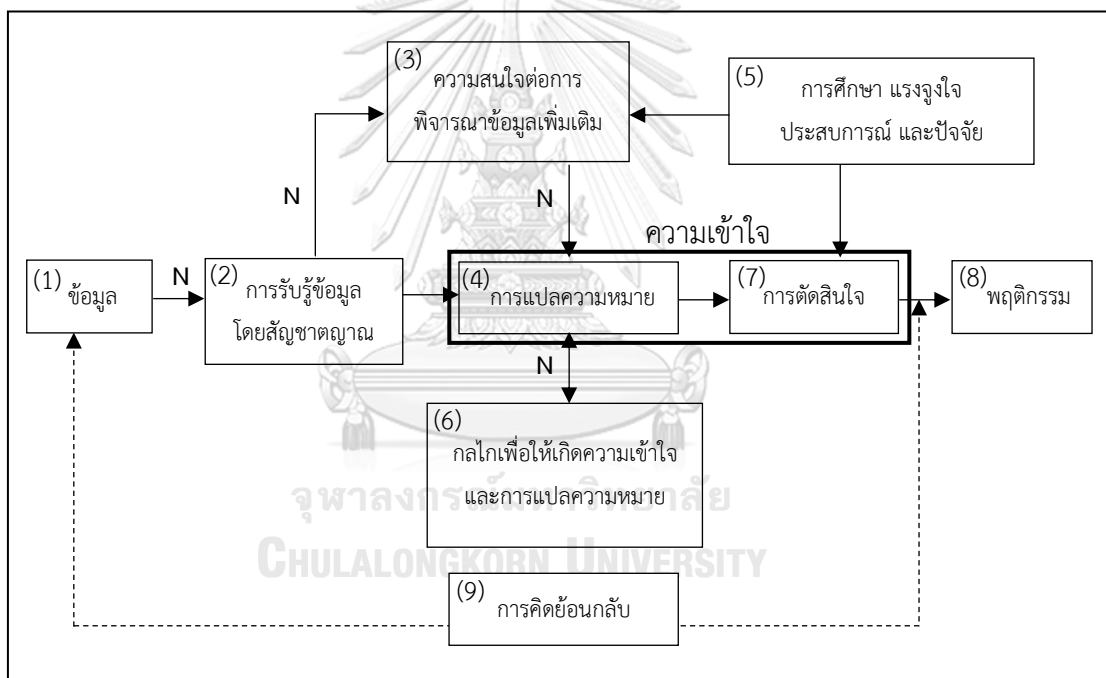 (3)
ความสนใจต่อการ
พิจารณาข้อมูลเพิ่มเติม
(5)
การศึกษา แรงจูงใจ
ประสบการณ์ และปัจจัย
N
N
ความเข้าใจ
(1)
ข้อมูล
N
(2)
การรับรู้ข้อมูล
โดยสัญชาตญาณ
(4)
การแปลความหมาย
(7)
การตัดสินใจ
(8)
พฤติกรรม
N
(6)
กลไกเพื่อให้เกิดความเข้าใจ
และการแปลความหมาย
จุฬาลงกรณ์มหาวิทยาลัย
CHULALONGKORN UNIVERSITY
(9)
การคิดย้อนกลับ